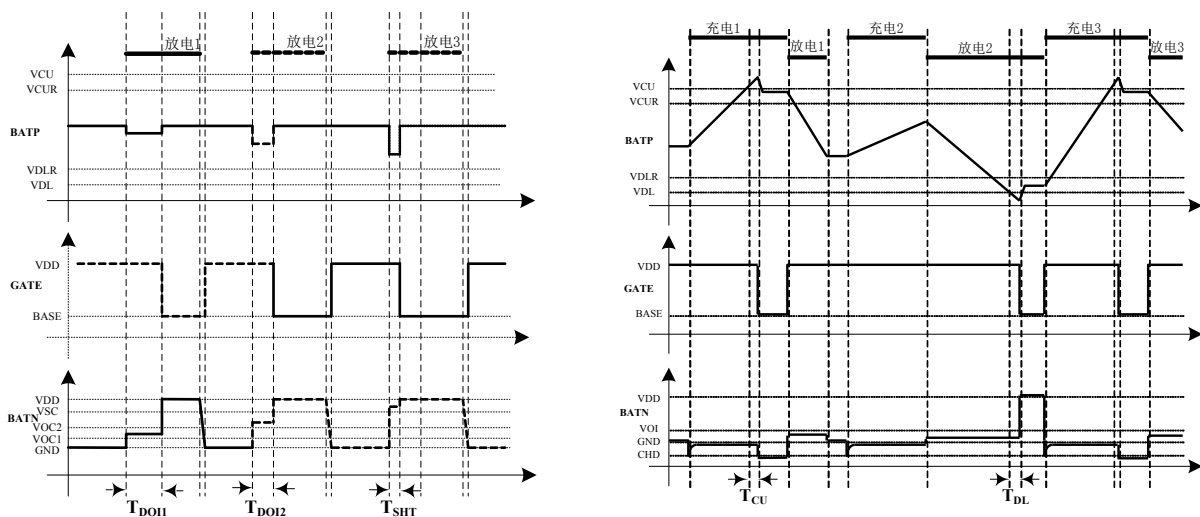 放电1
放电2
放电3
VCU
VCUR
BATP
VDLR
VDL
VDD
GATE
BASE
VDD
VSC
BATN
VOC2
VOC1
GND
TDOI1
TDOI2
TSHT
充电1
充电2
充电3
放电1
放电2
放电3
VCU
VCUR
BATP
VDLR
VDL
VDD
GATE
BASE
VDD
BATN
VOI
GND
CHD
TCU
TDL